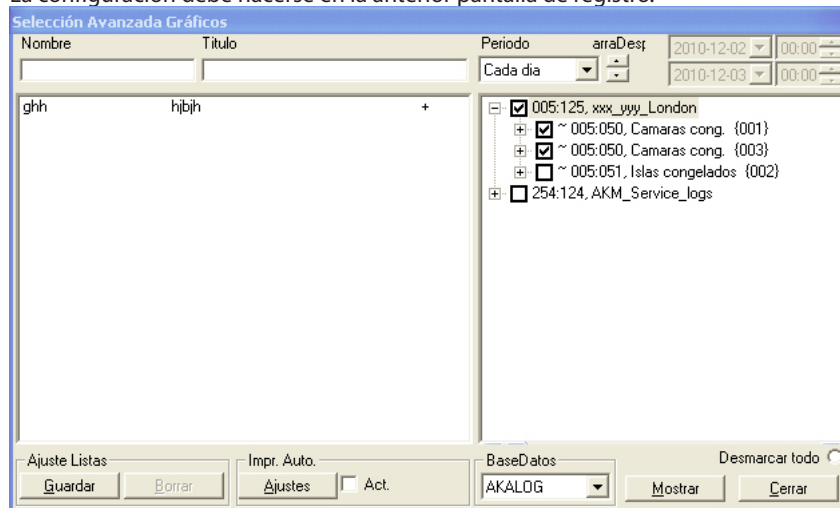 La configuración debe hacerse en la anterior pantalla de registro.
Selección Avanzada Gráficos
Nombre Titulo Periodo arraDesp
Cada dia 2010-12-02 00:00
2010-12-03 00:00
ghh hjbjh +
005:125, xxx_yyy_London
~ 005:050, Camaras cong. {001}
~ 005:050, Camaras cong. {003}
~ 005:051, Islas congelados {002}
254:124, AKM_Service_logs
Ajuste Listas Impr. Auto. BaseDatos Desmarcar todo
Guardar Borrar Ajustes Act. AKALOG Mostrar Cerrar